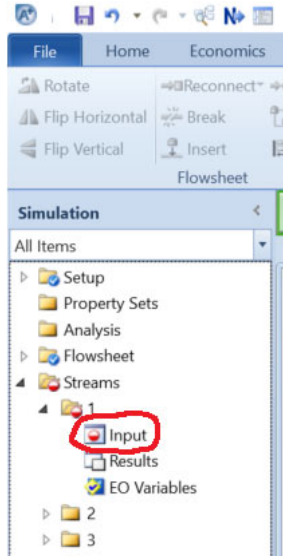 File Home Economics
Rotate Reconnect
Flip Horizontal Break
Flip Vertical Insert
Flowsheet
Simulation <
All Items
Setup
Property Sets
Analysis
Flowsheet
Streams
1
Input
Results
EO Variables
2
3